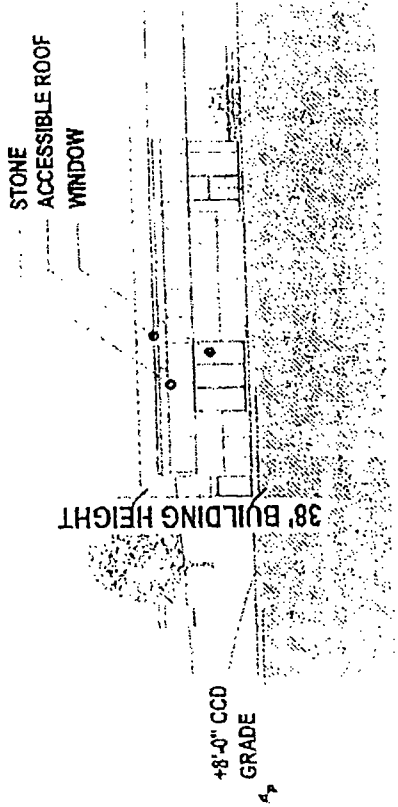 STONE
ACCESSIBLE ROOF
WINDOW
38' BUILDING HEIGHT
+8'-0" CCD
GRADE